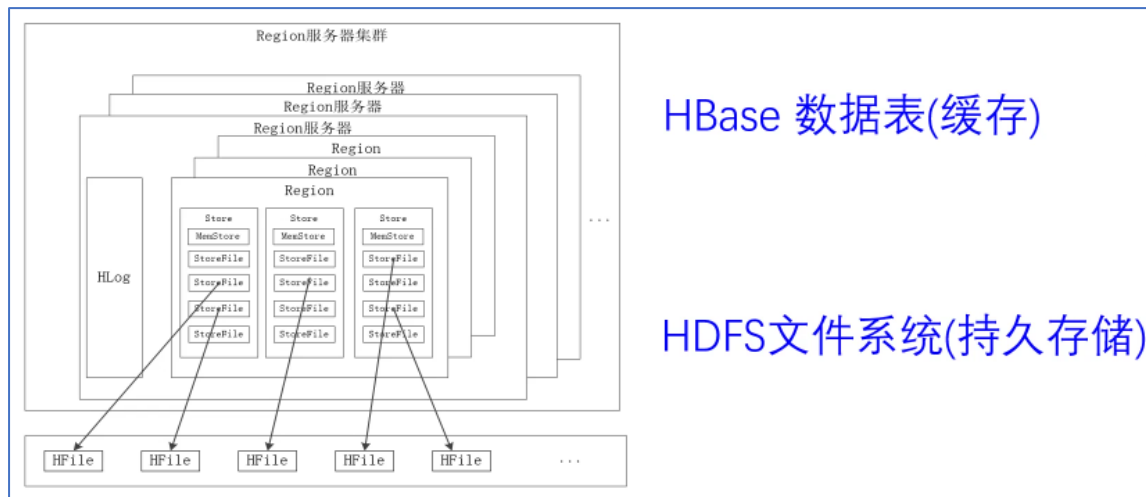 Region服务器集群
Region服务器
Region服务器
Region服务器
Region
Region
Region
HLog
Store
MemStore
StoreFile
StoreFile
StoreFile
StoreFile
Store
MemStore
StoreFile
StoreFile
StoreFile
StoreFile
Store
MemStore
StoreFile
StoreFile
StoreFile
StoreFile
...
HFile
HFile
HFile
HFile
HFile
...
HBase 数据表(缓存)
HDFS文件系统(持久存储)